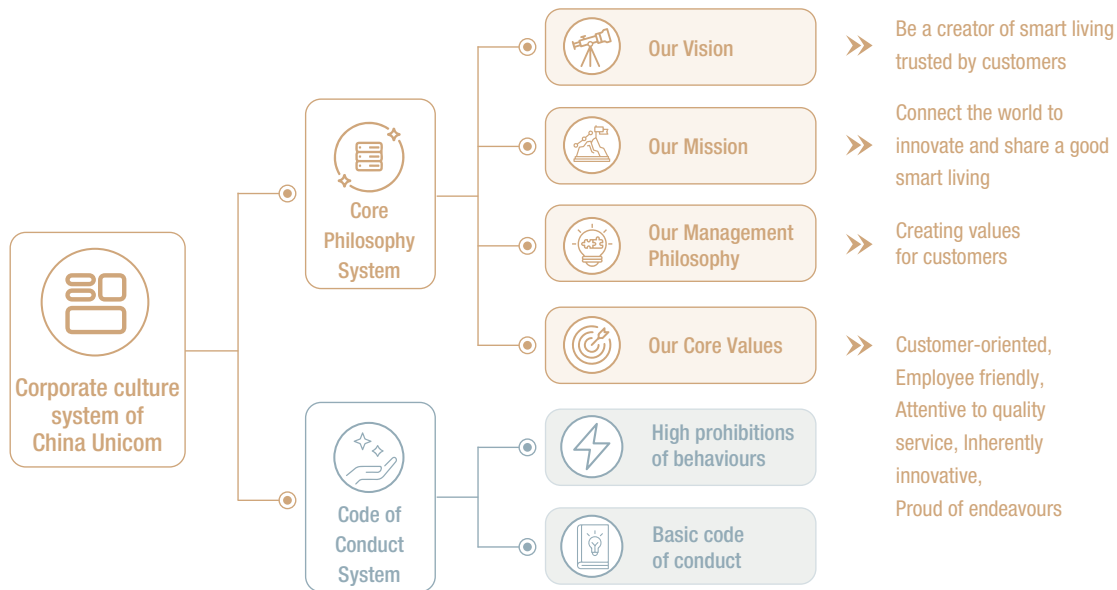 Corporate culture
system of
China Unicom
Core
Philosophy
System
Our Vision
Be a creator of smart living
trusted by customers
Our Mission
Connect the world to
innovate and share a good
smart living
Our Management
Philosophy
Creating values
for customers
Our Core Values
Customer-oriented,
Employee friendly,
Attentive to quality
service, Inherently
innovative,
Proud of endeavours
Code of
Conduct
System
High prohibitions
of behaviours
Basic code
of conduct